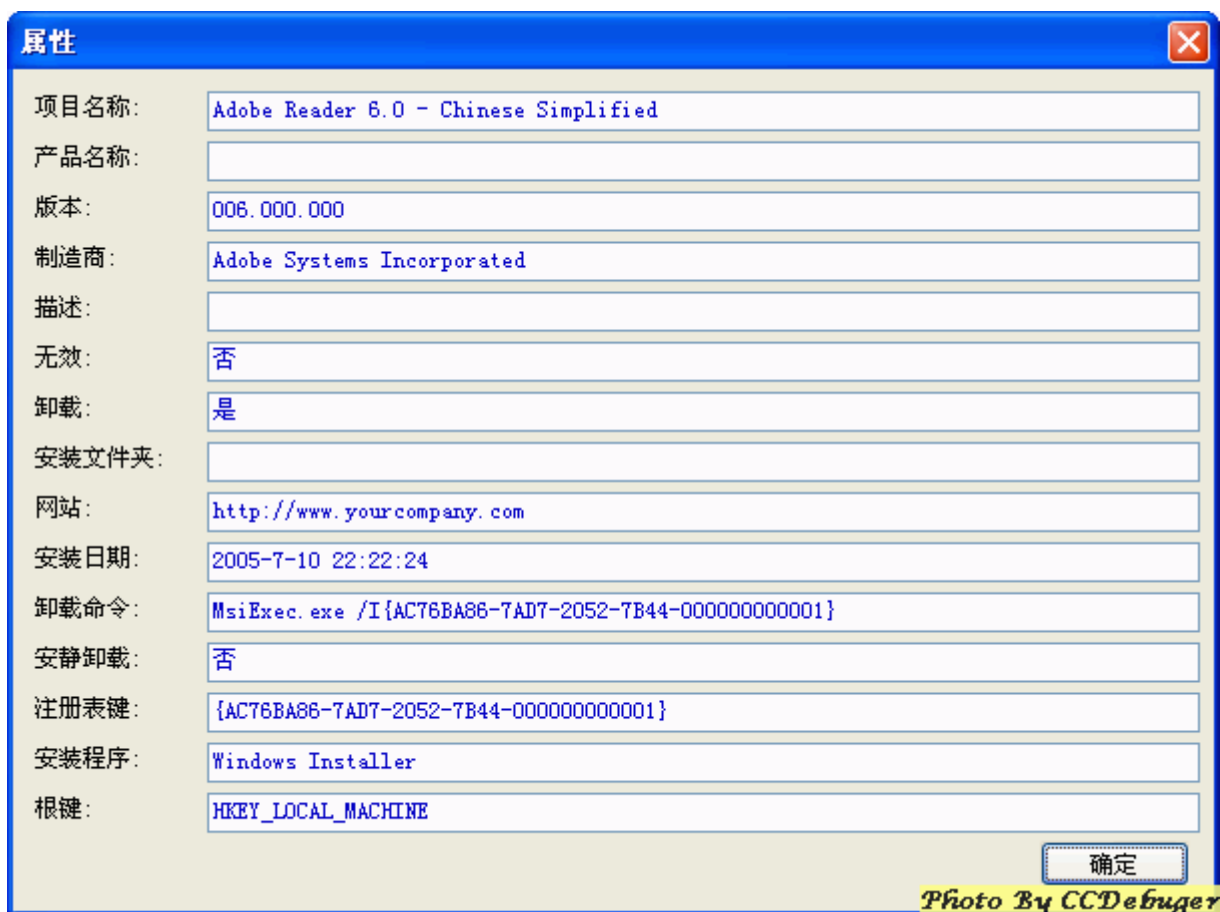 属性
项目名称: Adobe Reader 6.0 - Chinese Simplified
产品名称:
版本: 006.000.000
制造商: Adobe Systems Incorporated
描述:
无效: 否
卸载: 是
安装文件夹:
网站: http://www.yourcompany.com
安装日期: 2005-7-10 22:22:24
卸载命令: MsiExec.exe /I{AC76BA86-7AD7-2052-7B44-000000000001}
安静卸载: 否
注册表键: {AC76BA86-7AD7-2052-7B44-000000000001}
安装程序: Windows Installer
根键: HKEY_LOCAL_MACHINE
确定
Photo By CCDebuger